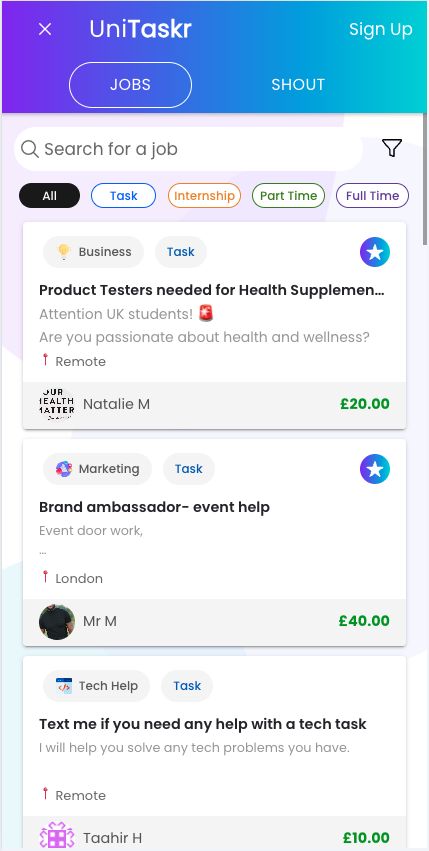 UniTaskr
Sign Up
JOBS
SHOUT
Search for a job
All
Task
Internship
Part Time
Full Time
Business
Task
Product Testers needed for Health Supplemen...
Attention UK students! 🚨
Are you passionate about health and wellness?
Remote
OUR
HEALTH
MATTER
Natalie M
£20.00
Marketing
Task
Brand ambassador- event help
Event door work,
...
London
Mr M
£40.00
Tech Help
Task
Text me if you need any help with a tech task
I will help you solve any tech problems you have.
Remote
Taahir H
£10.00